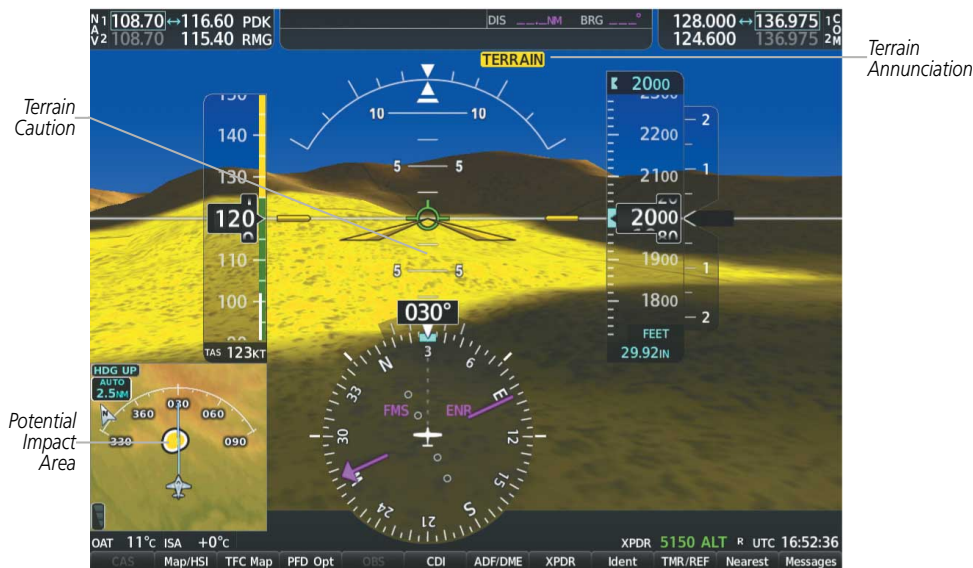 N 1 108.70 ↔ 116.60 PDK
A
V 2 108.70 115.40 RMG
DIS __._NM BRG ___°
128.000 ↔ 136.975 1 C
O
124.600 136.975 2 M
TERRAIN
Terrain
Annunciation
Terrain
Caution
10 10
5 5
5 5
140
130
120
110
100
TAS 123KT
2000
2200
2100
2000
80
1900
1800
FEET
29.92IN
2
1
1
2
030°
N 3 6 E 12 15 S 21 24 30 33
FMS ENR
HDG UP
AUTO
2.5NM
N
330 360 030 060 090
Potential
Impact
Area
OAT 11°C ISA +0°C
XPDR 5150 ALT R UTC 16:52:36
CAS Map/HSI TFC Map PFD Opt OBS CDI ADF/DME XPDR Ident TMR/REF Nearest Messages